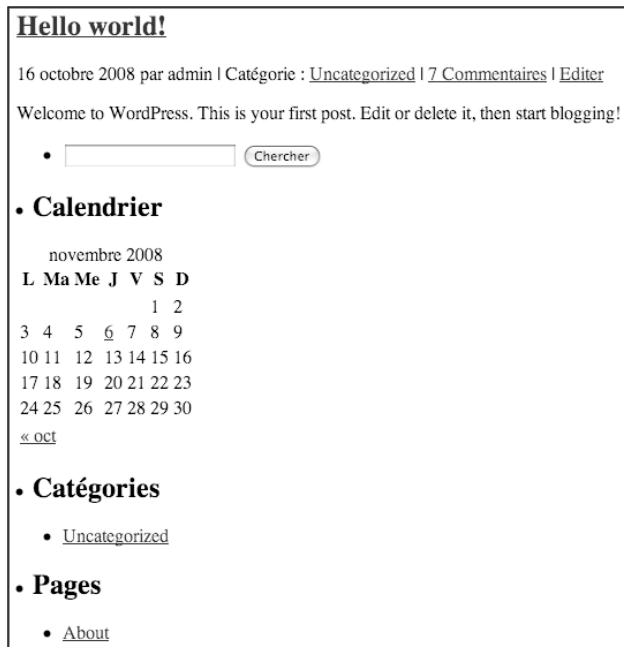 Hello world!
16 octobre 2008 par admin | Catégorie : Uncategorized | 7 Commentaires | Editer
Welcome to WordPress. This is your first post. Edit or delete it, then start blogging!
Chercher
Calendrier
novembre 2008
L Ma Me J V S D
1 2
3 4 5 6 7 8 9
10 11 12 13 14 15 16
17 18 19 20 21 22 23
24 25 26 27 28 29 30
« oct
Catégories
Uncategorized
Pages
About